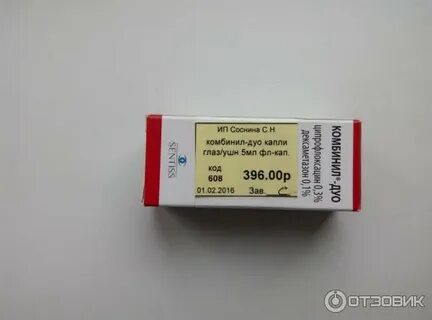 ИП Соснина С.Н
комбинил-дуо капли
глаз/ушн 5мл фл-кап.
код
608
396.00р
01.02.2016
Зав.
SENTISS
КОМБИНИЛ®-ДУО
ципрофлоксацин 0,3%
дексаметазон 0,1%
ОТЗОВИК